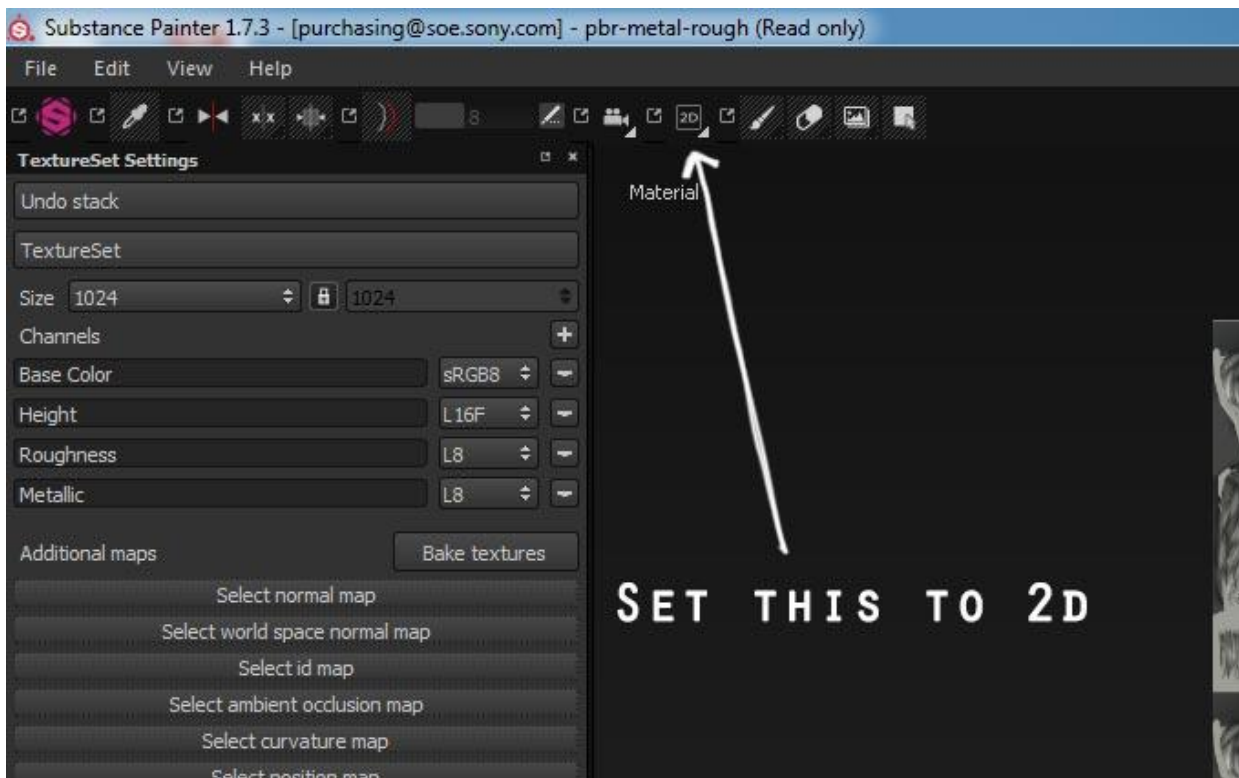 Substance Painter 1.7.3 - [purchasing@soe.sony.com] - pbr-metal-rough (Read only)
File Edit View Help
8 2D
TextureSet Settings
Undo stack
Material
TextureSet
Size 1024 1024
Channels
Base Color sRGB8
Height L16F
Roughness L8
Metallic L8
Additional maps Bake textures
Select normal map
SET THIS TO 2D
Select world space normal map
Select id map
Select ambient occlusion map
Select curvature map
Select position map